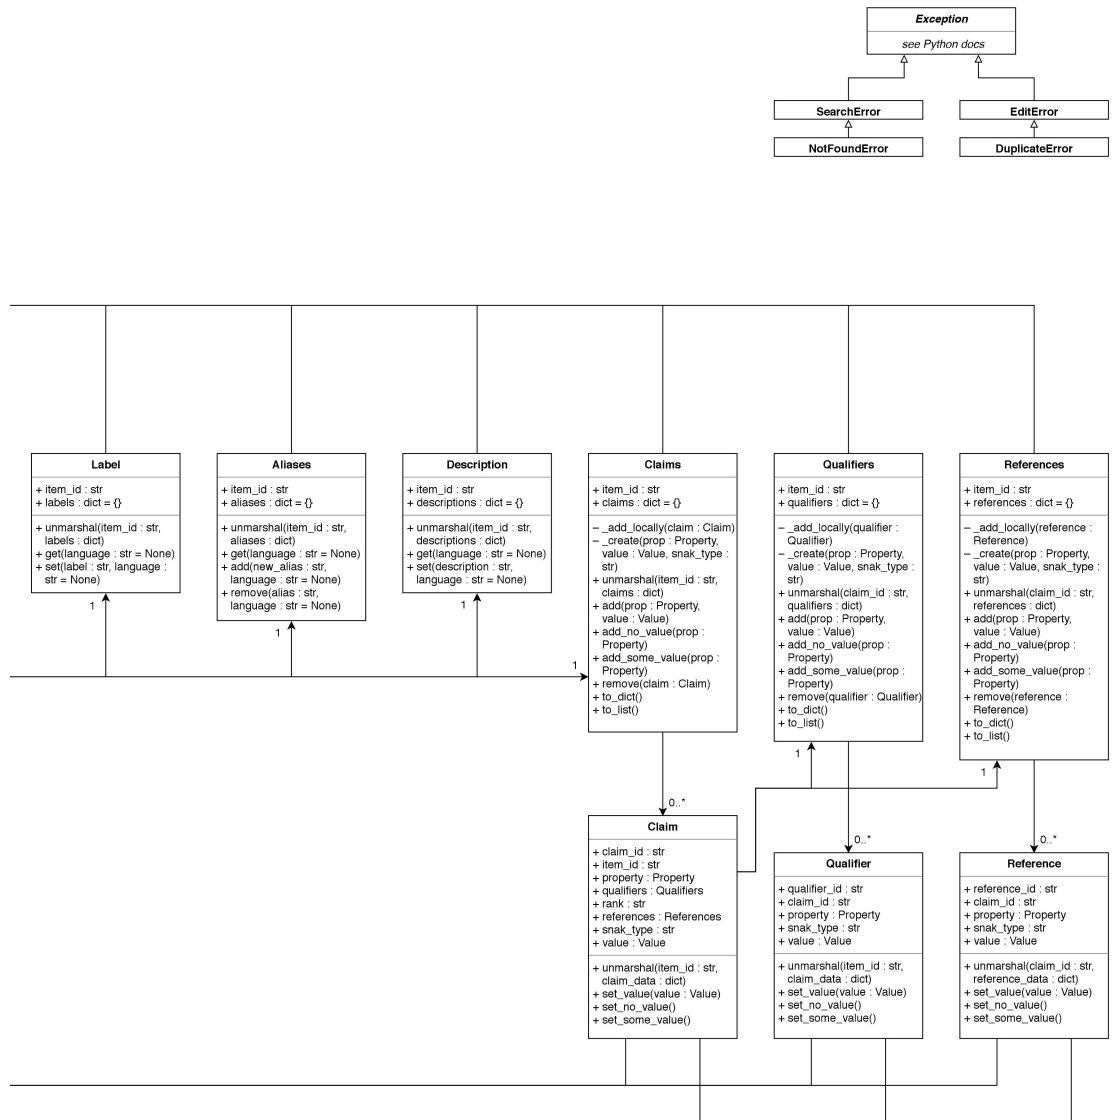 Exception
see Python docs
SearchError
EditError
NotFoundError
DuplicateError
Label
+ item_id : str
+ labels : dict = {}
+ unmarshal(item_id : str,
labels : dict)
+ get(language : str = None)
+ set(label : str, language :
str = None)
1
Aliases
+ item_id : str
+ aliases : dict = {}
+ unmarshal(item_id : str,
aliases : dict)
+ get(language : str = None)
+ add(new_alias : str,
language : str = None)
+ remove(alias : str,
language : str = None)
1
Description
+ item_id : str
+ descriptions : dict = {}
+ unmarshal(item_id : str,
descriptions : dict)
+ get(language : str = None)
+ set(description : str,
language : str = None)
1
Claims
+ item_id : str
+ claims : dict = {}
– _add_locally(claim : Claim)
– _create(prop : Property,
value : Value, snak_type :
str)
+ unmarshal(item_id : str,
claims : dict)
+ add(prop : Property,
value : Value)
+ add_no_value(prop :
Property)
+ add_some_value(prop :
Property)
+ remove(claim : Claim)
+ to_dict()
+ to_list()
1
Qualifiers
+ item_id : str
+ qualifiers : dict = {}
– _add_locally(qualifier :
Qualifier)
– _create(prop : Property,
value : Value, snak_type :
str)
+ unmarshal(claim_id : str,
qualifiers : dict)
+ add(prop : Property,
value : Value)
+ add_no_value(prop :
Property)
+ add_some_value(prop :
Property)
+ remove(qualifier : Qualifier)
+ to_dict()
+ to_list()
1
References
+ item_id : str
+ references : dict = {}
– _add_locally(reference :
Reference)
– _create(prop : Property,
value : Value, snak_type :
str)
+ unmarshal(claim_id : str,
references : dict)
+ add(prop : Property,
value : Value)
+ add_no_value(prop :
Property)
+ add_some_value(prop :
Property)
+ remove(reference :
Reference)
+ to_dict()
+ to_list()
1
0..*
Claim
+ claim_id : str
+ item_id : str
+ property : Property
+ qualifiers : Qualifiers
+ rank : str
+ references : References
+ snak_type : str
+ value : Value
+ unmarshal(item_id : str,
claim_data : dict)
+ set_value(value : Value)
+ set_no_value()
+ set_some_value()
0..*
Qualifier
+ qualifier_id : str
+ claim_id : str
+ property : Property
+ snak_type : str
+ value : Value
+ unmarshal(item_id : str,
claim_data : dict)
+ set_value(value : Value)
+ set_no_value()
+ set_some_value()
0..*
Reference
+ reference_id : str
+ claim_id : str
+ property : Property
+ snak_type : str
+ value : Value
+ unmarshal(claim_id : str,
reference_data : dict)
+ set_value(value : Value)
+ set_no_value()
+ set_some_value()